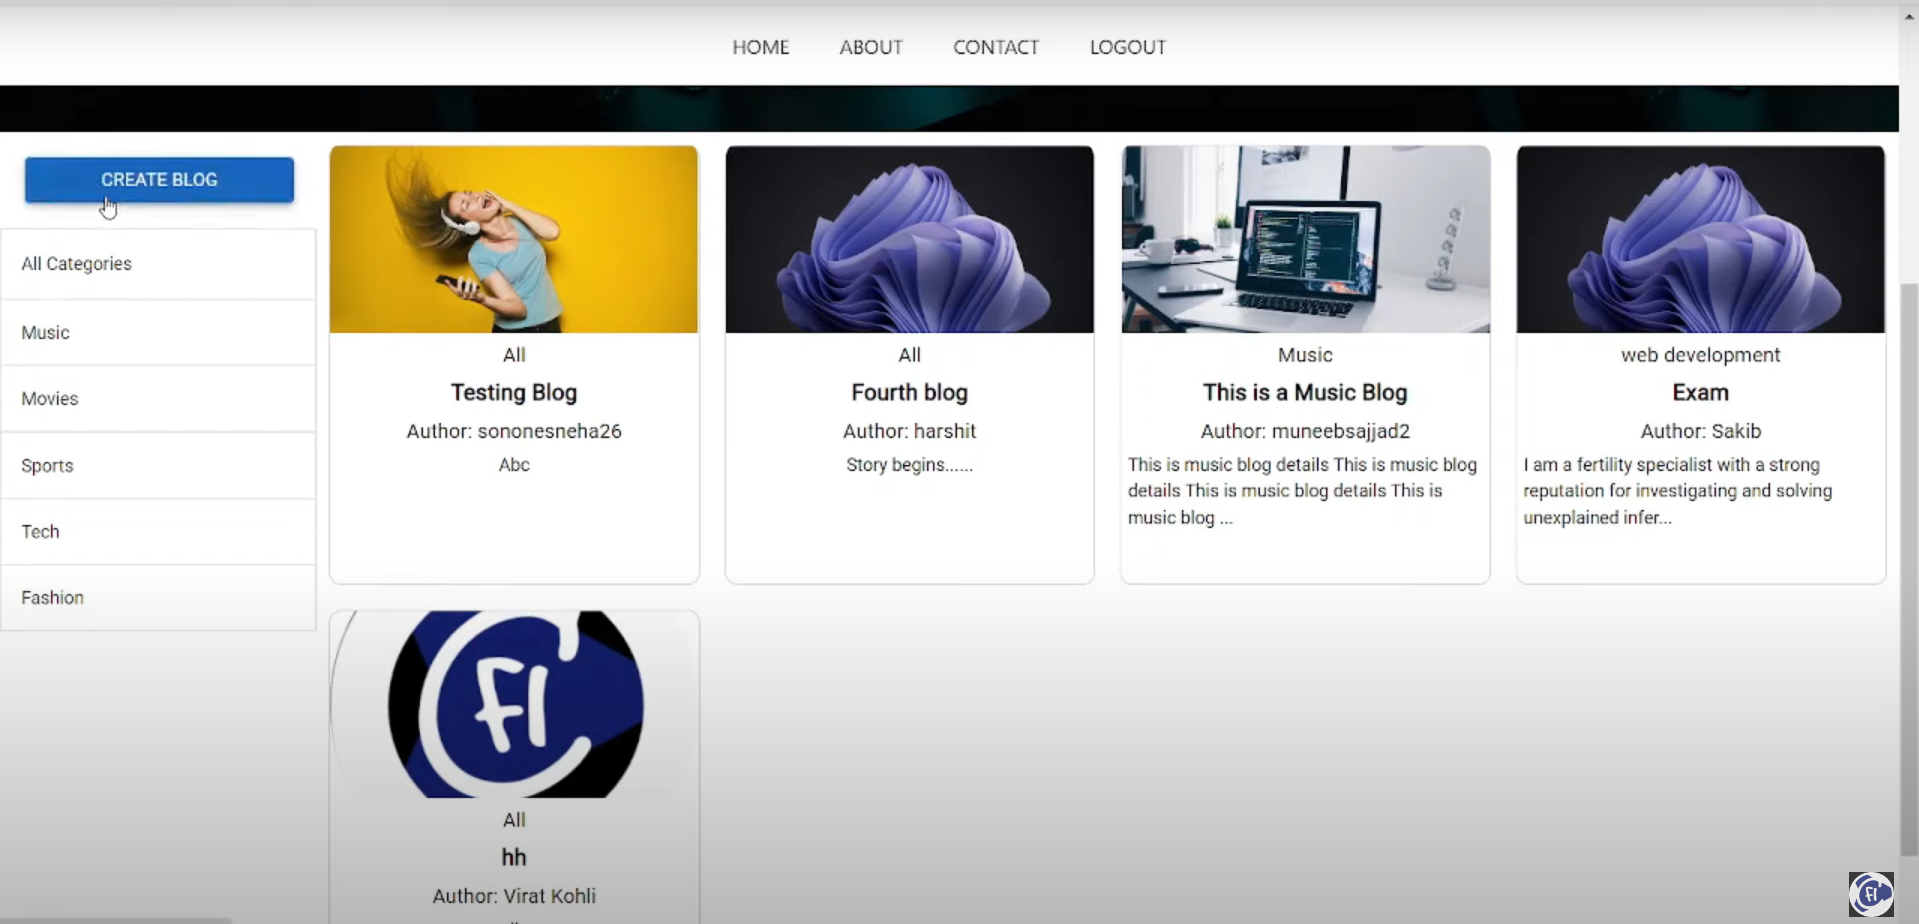 HOME ABOUT CONTACT LOGOUT
CREATE BLOG
All Categories
Music
Movies
Sports
Tech
Fashion
All
Testing Blog
Author: sononesneha26
Abc
All
Fourth blog
Author: harshit
Story begins......
Music
This is a Music Blog
Author: muneebsajjad2
This is music blog details This is music blog
details This is music blog details This is
music blog ...
web development
Exam
Author: Sakib
I am a fertility specialist with a strong
reputation for investigating and solving
unexplained infer...
All
hh
Author: Virat Kohli